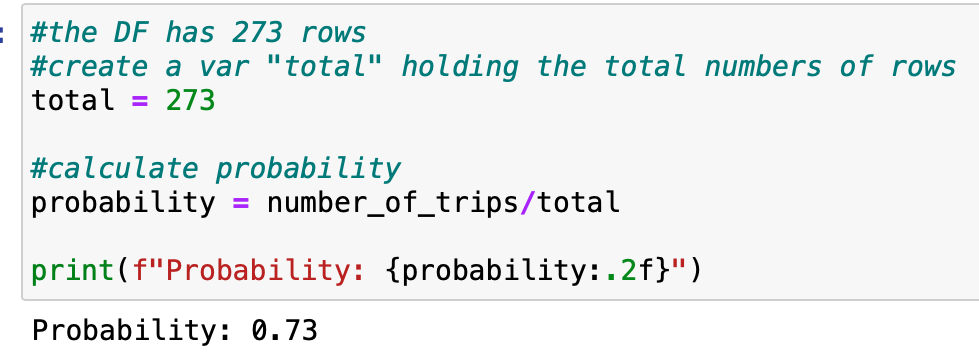 :
#the DF has 273 rows
#create a var "total" holding the total numbers of rows
total = 273
#calculate probability
probability = number_of_trips/total
print(f"Probability: {probability:.2f}")
Probability: 0.73